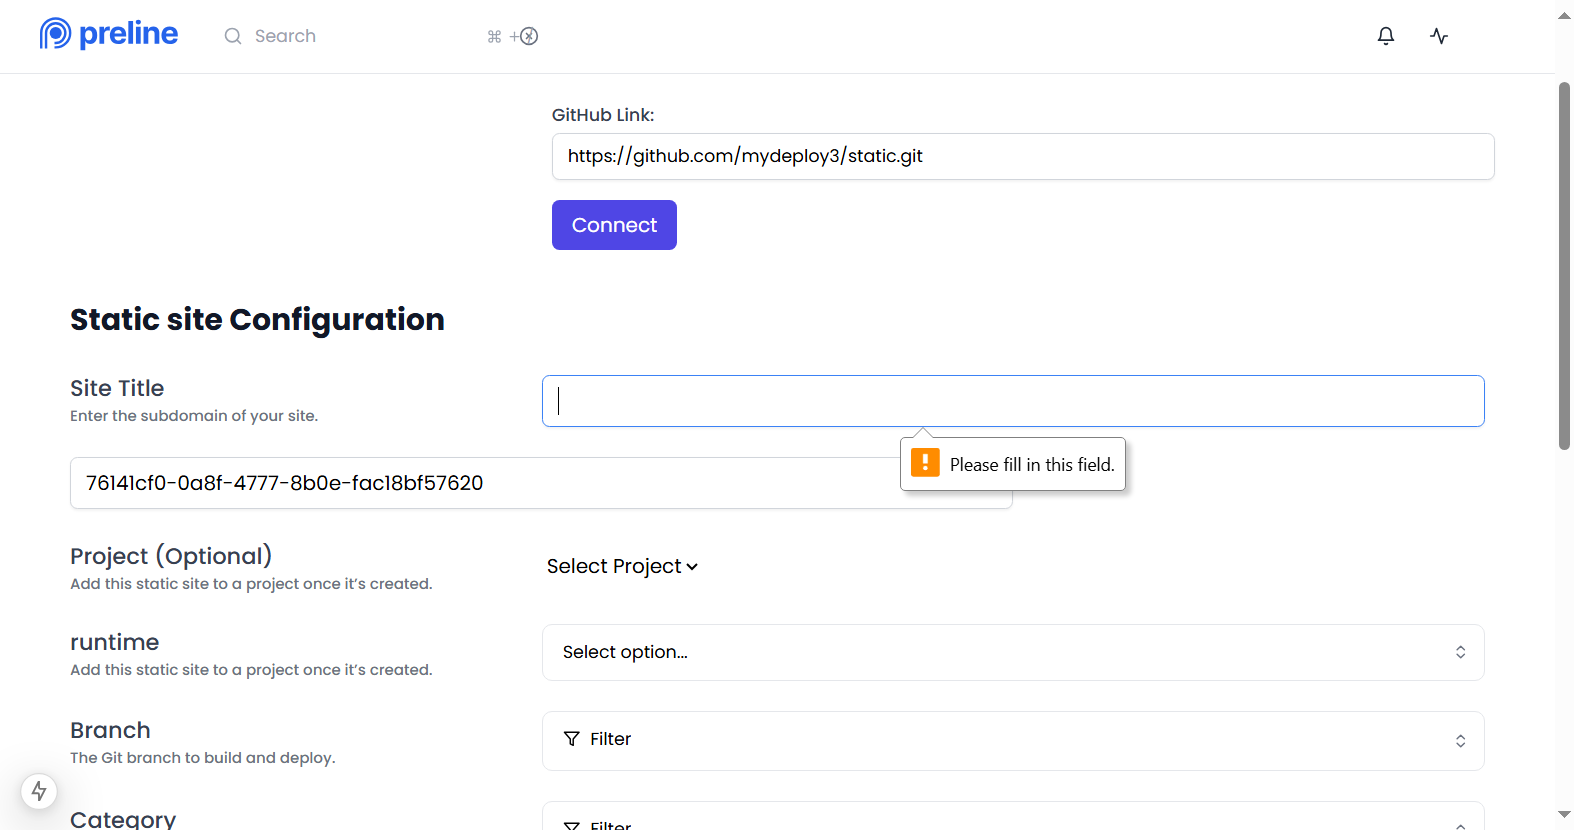 preline
Search
⌘ +
GitHub Link:
https://github.com/mydeploy3/static.git
Connect
Static site Configuration
Site Title
Enter the subdomain of your site.
Please fill in this field.
76141cf0-0a8f-4777-8b0e-fac18bf57620
Project (Optional)
Add this static site to a project once it's created.
Select Project
runtime
Add this static site to a project once it's created.
Select option...
Branch
The Git branch to build and deploy.
Filter
Category
Filter